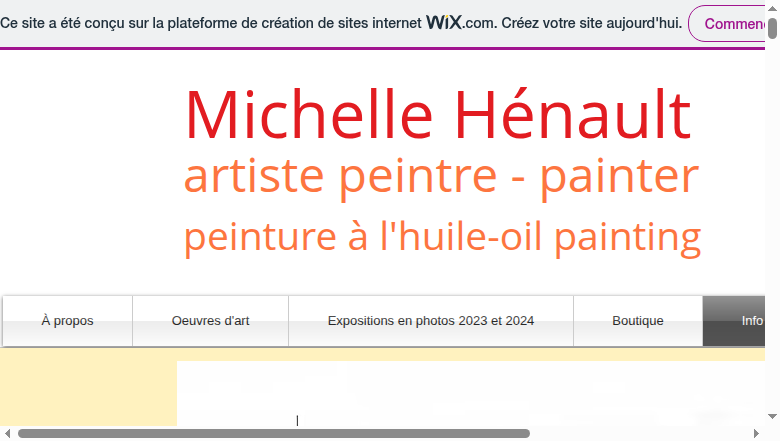 Ce site a été conçu sur la plateforme de création de sites internet WiX.com. Créez votre site aujourd'hui.
Michelle Hénault
artiste peintre - painter
peinture à l'huile-oil painting
À propos
Oeuvres d'art
Expositions en photos 2023 et 2024
Boutique
Info